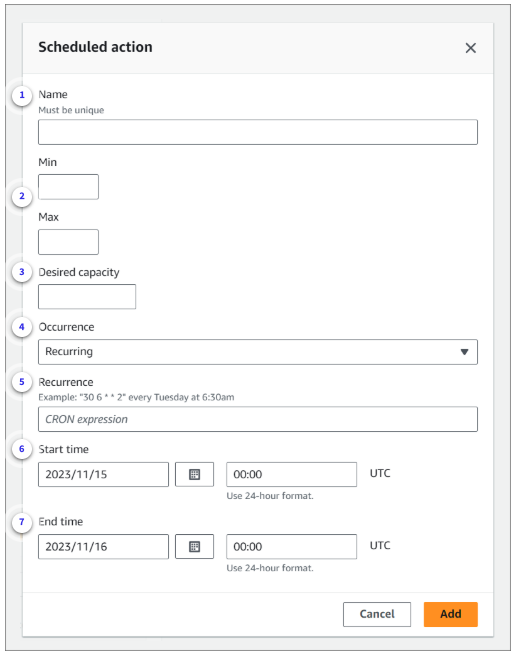 Scheduled action
1 Name
Must be unique
Min
2
Max
3 Desired capacity
4 Occurrence
Recurring
5 Recurrence
Example: "30 6 * * 2" every Tuesday at 6:30am
CRON expression
6 Start time
2023/11/15 00:00 UTC
Use 24-hour format.
7 End time
2023/11/16 00:00 UTC
Use 24-hour format.
Cancel Add